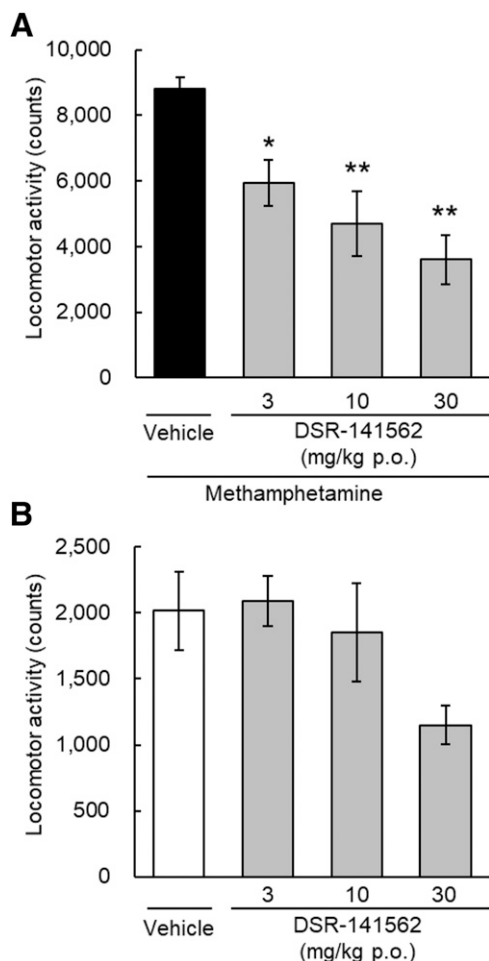 A
Locomotor activity (counts)
10,000
8,000
6,000
4,000
2,000
0
*
**
**
3 10 30
Vehicle DSR-141562
(mg/kg p.o.)
Methamphetamine
B
Locomotor activity (counts)
2,500
2,000
1,500
1,000
500
0
3 10 30
Vehicle DSR-141562
(mg/kg p.o.)